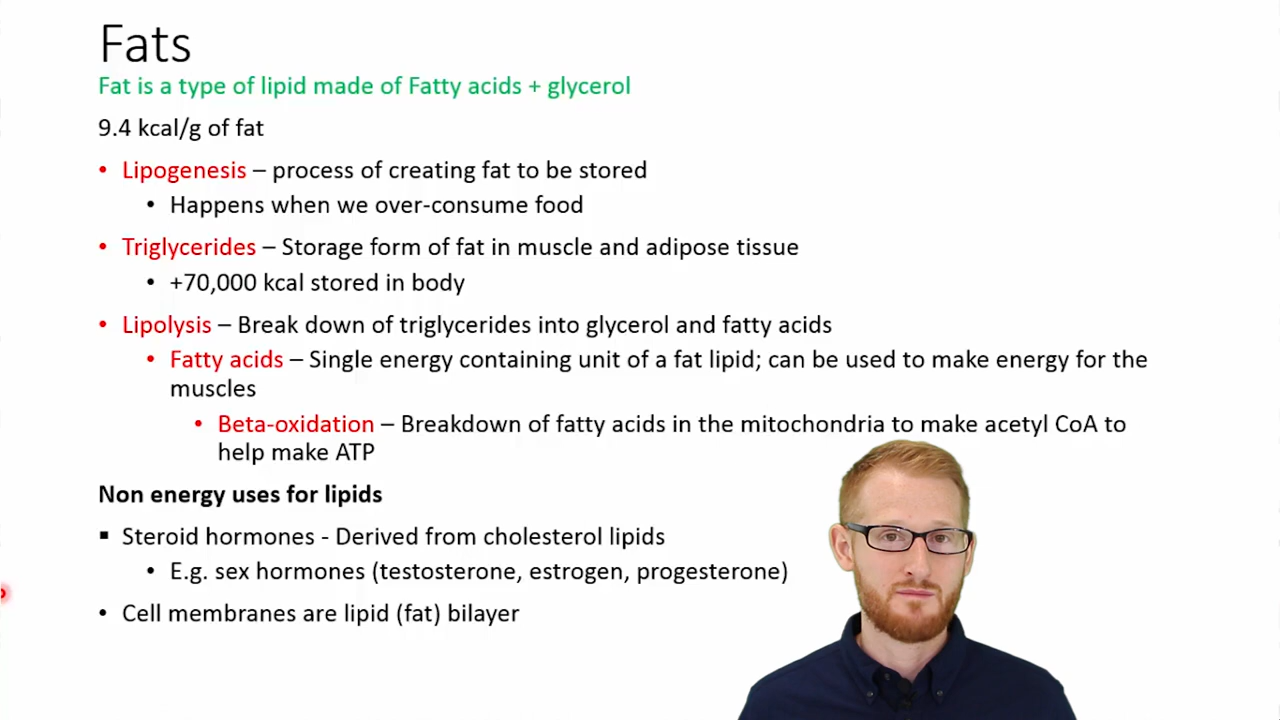 Fats
Fat is a type of lipid made of Fatty acids + glycerol
9.4 kcal/g of fat
• Lipogenesis – process of creating fat to be stored
• Happens when we over-consume food
• Triglycerides – Storage form of fat in muscle and adipose tissue
• +70,000 kcal stored in body
• Lipolysis – Break down of triglycerides into glycerol and fatty acids
• Fatty acids – Single energy containing unit of a fat lipid; can be used to make energy for the
muscles
• Beta-oxidation – Breakdown of fatty acids in the mitochondria to make acetyl CoA to
help make ATP
Non energy uses for lipids
▪ Steroid hormones - Derived from cholesterol lipids
• E.g. sex hormones (testosterone, estrogen, progesterone)
• Cell membranes are lipid (fat) bilayer